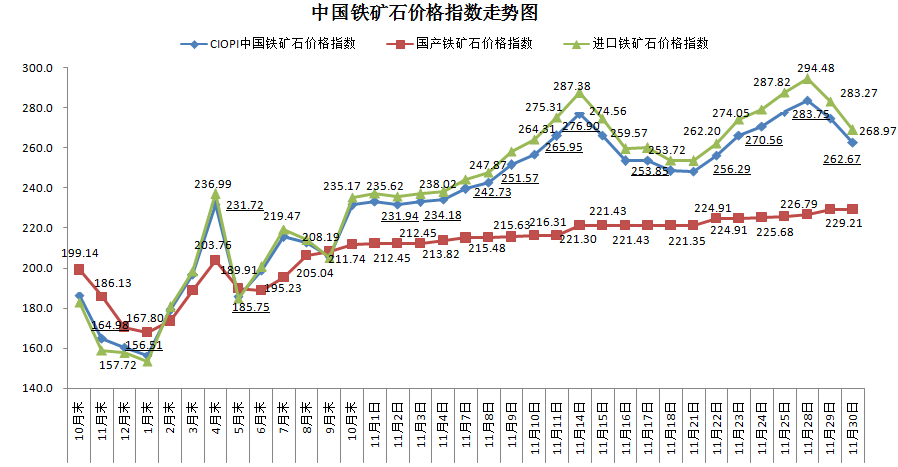 中国铁矿石价格指数走势图
CIOPI中国铁矿石价格指数 国产铁矿石价格指数 进口铁矿石价格指数
300.0
280.0
260.0
240.0
220.0
200.0
180.0
160.0
140.0
199.14
186.13
164.98
157.72
167.80
156.51
236.99
203.76
231.72
189.91
185.75
219.47
195.23
208.19
205.04
235.17
211.74
235.62
231.94
212.45
238.02
234.18
212.45
213.82
247.87
242.73
215.48
251.57
215.63
264.31
216.31
275.31
265.95
287.38
276.90
221.30
274.56
221.43
259.57
221.43
253.85
253.72
221.35
262.20
256.29
224.91
224.91
274.05
270.56
225.68
287.82
226.79
294.48
283.75
283.27
229.21
268.97
262.67
10月末
11月末
12月末
1月末
2月末
3月末
4月末
5月末
6月末
7月末
8月末
9月末
10月末
11月1日
11月2日
11月3日
11月4日
11月7日
11月8日
11月9日
11月10日
11月11日
11月14日
11月15日
11月16日
11月17日
11月18日
11月21日
11月22日
11月23日
11月24日
11月25日
11月28日
11月29日
11月30日